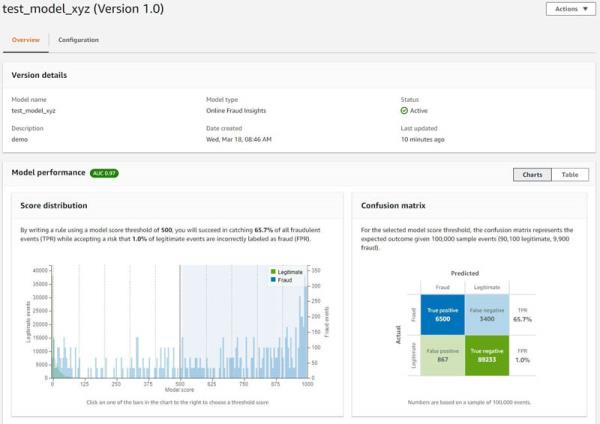 test_model_xyz (Version 1.0)
Actions ▼
Overview
Configuration
Version details
Model name
Model type
Status
test_model_xyz
Online Fraud Insights
Active
Description
Date created
Last updated
demo
Wed, Mar 18, 08:46 AM
10 minutes ago
Model performance
AUC 0.97
Charts
Table
Score distribution
By writing a rule using a model score threshold of 500, you will succeed in catching 65.7% of all fraudulent
events (TPR) while accepting a risk that 1.0% of legitimate events are incorrectly labeled as fraud (FPR).
Legitimate
Fraud
Legitimate events
40000
35000
30000
25000
20000
15000
10000
5000
0
350
300
250
200
150
100
50
0
Fraud events
0
125
250
375
500
625
750
875
1000
Model score
Click on one of the bars in the chart to the right to choose a threshold score
Confusion matrix
For the selected model score threshold, the confusion matrix represents the
expected outcome given 100,000 sample events (90,100 legitimate, 9,900
fraud).
Predicted
Fraud
Legitimate
Actual
Fraud
True positive
6500
False negative
3400
TPR
65.7%
Legitimate
False positive
867
True negative
89233
FPR
1.0%
Numbers are based on a sample of 100,000 events.